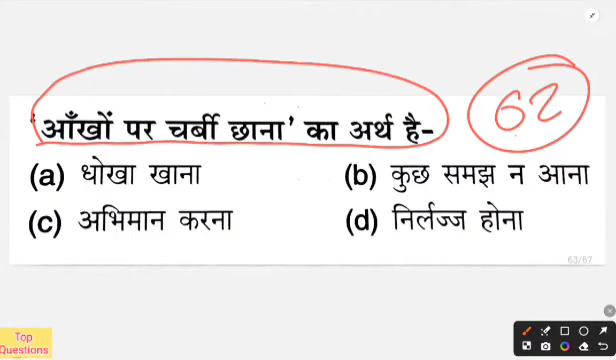 62
'आँखों पर चर्बी छाना' का अर्थ है-
(a) धोखा खाना
(b) कुछ समझ न आना
(c) अभिमान करना
(d) निर्लज्ज होना
63/67
Top
Questions